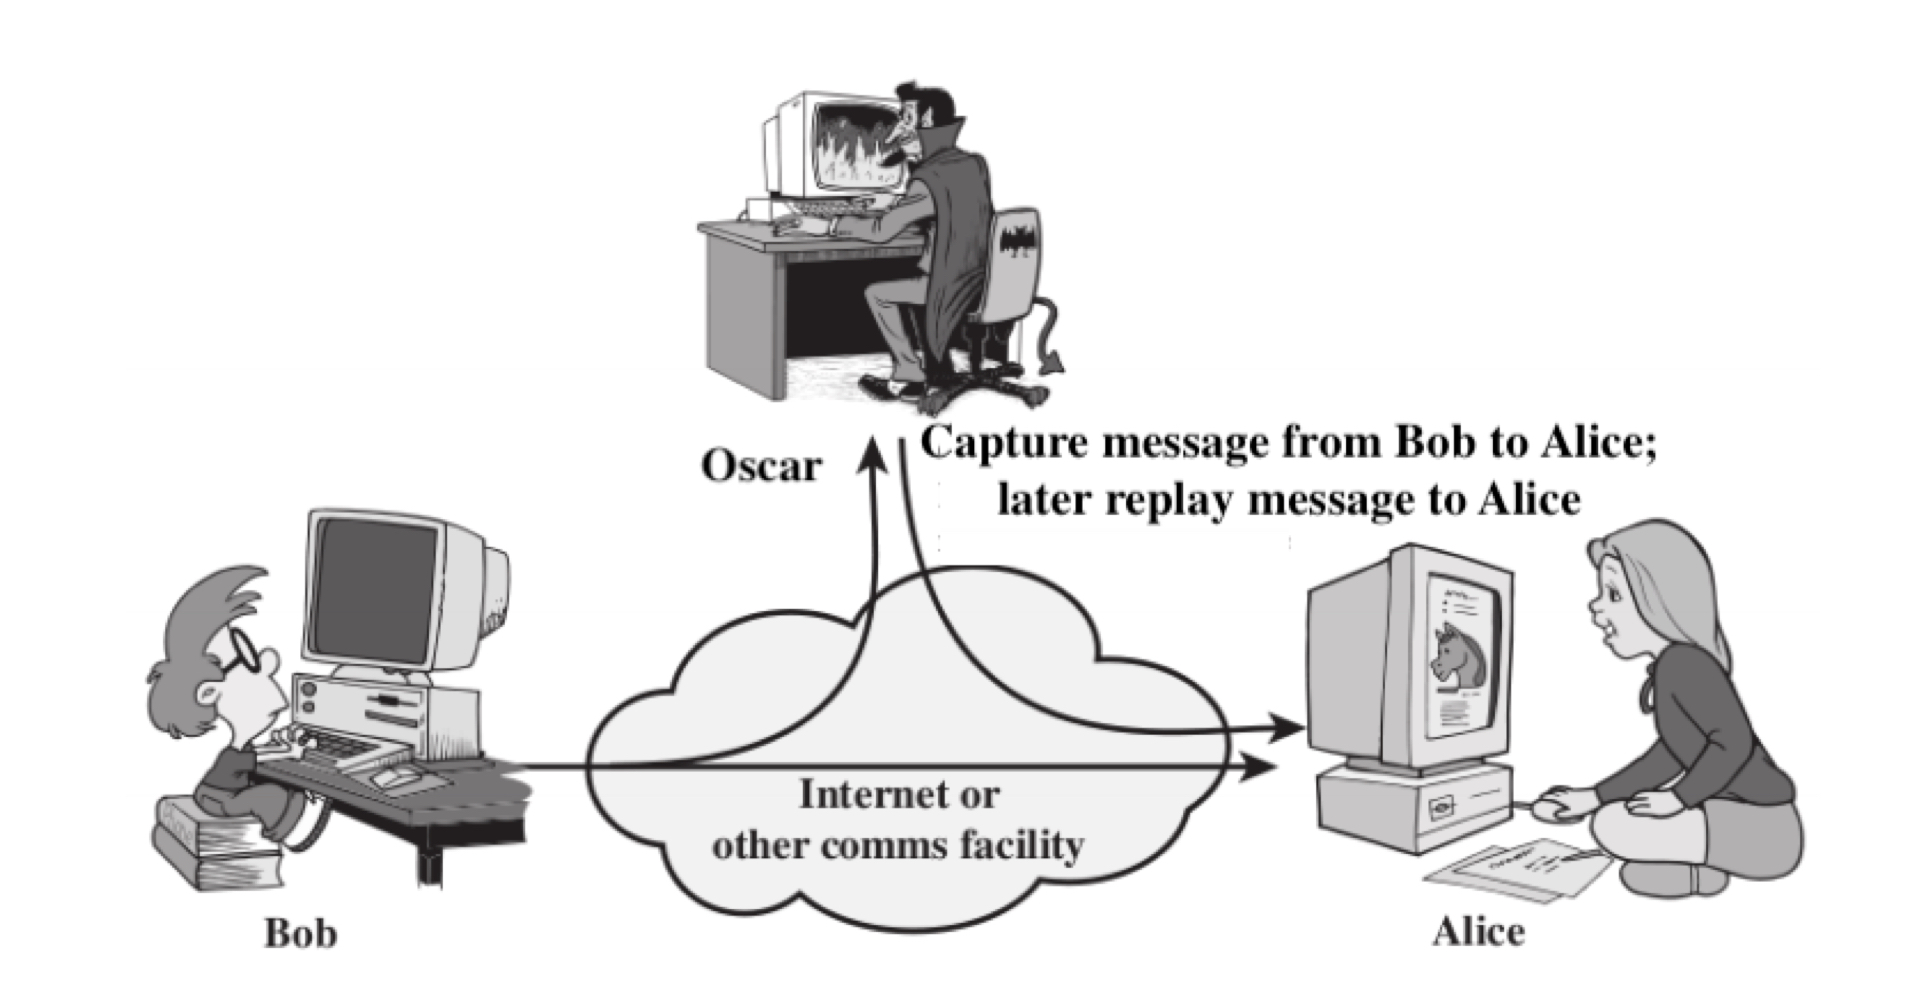 Oscar
Capture message from Bob to Alice;
later replay message to Alice
Internet or
other comms facility
Bob
Alice